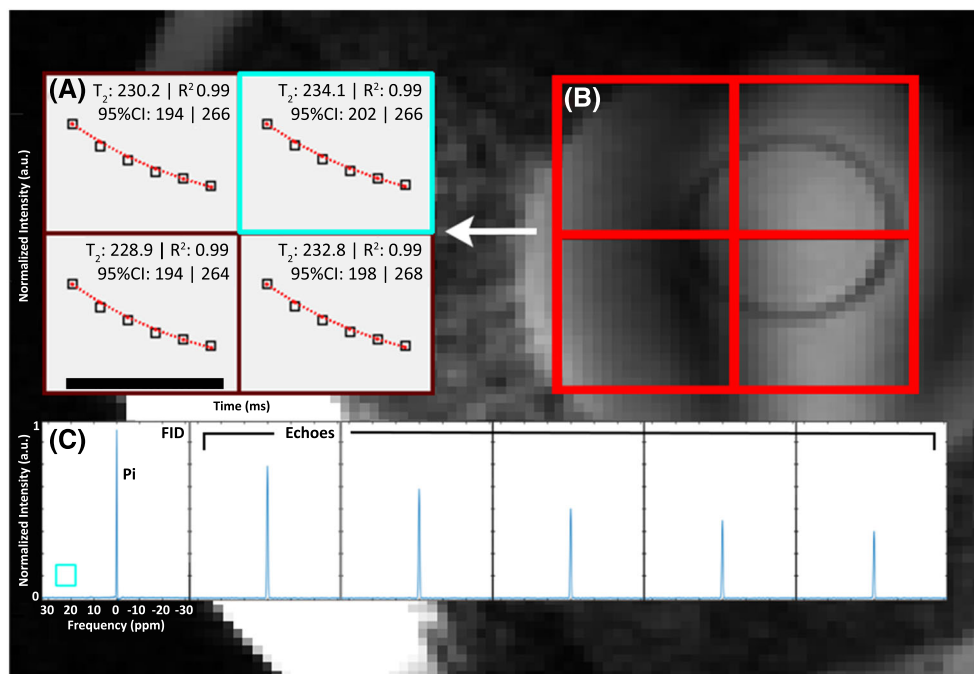 (A)
T2: 230.2 | R2 0.99
95%CI: 194 | 266
T2: 234.1 | R2: 0.99
95%CI: 202 | 266
T2: 228.9 | R2: 0.99
95%CI: 194 | 264
T2: 232.8 | R2: 0.99
95%CI: 198 | 268
Normalized Intensity (a.u.)
Time (ms)
(B)
(C)
FID
Echoes
Pi
Normalized Intensity (a.u.)
1
0
30 20 10 0 -10 -20 -30
Frequency (ppm)